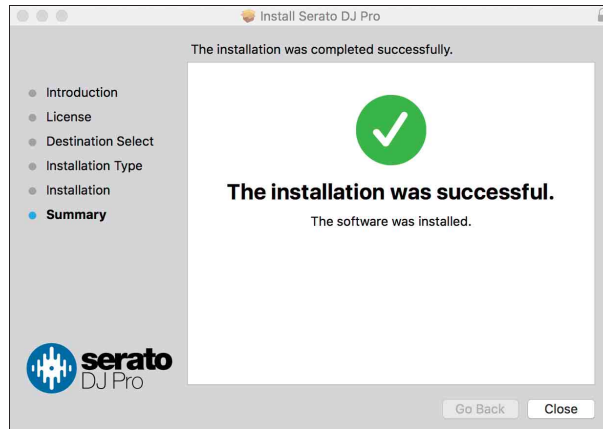 Install Serato DJ Pro
The installation was completed successfully.
Introduction
License
Destination Select
Installation Type
Installation
Summary
The installation was successful.
The software was installed.
serato
DJ Pro
Go Back
Close